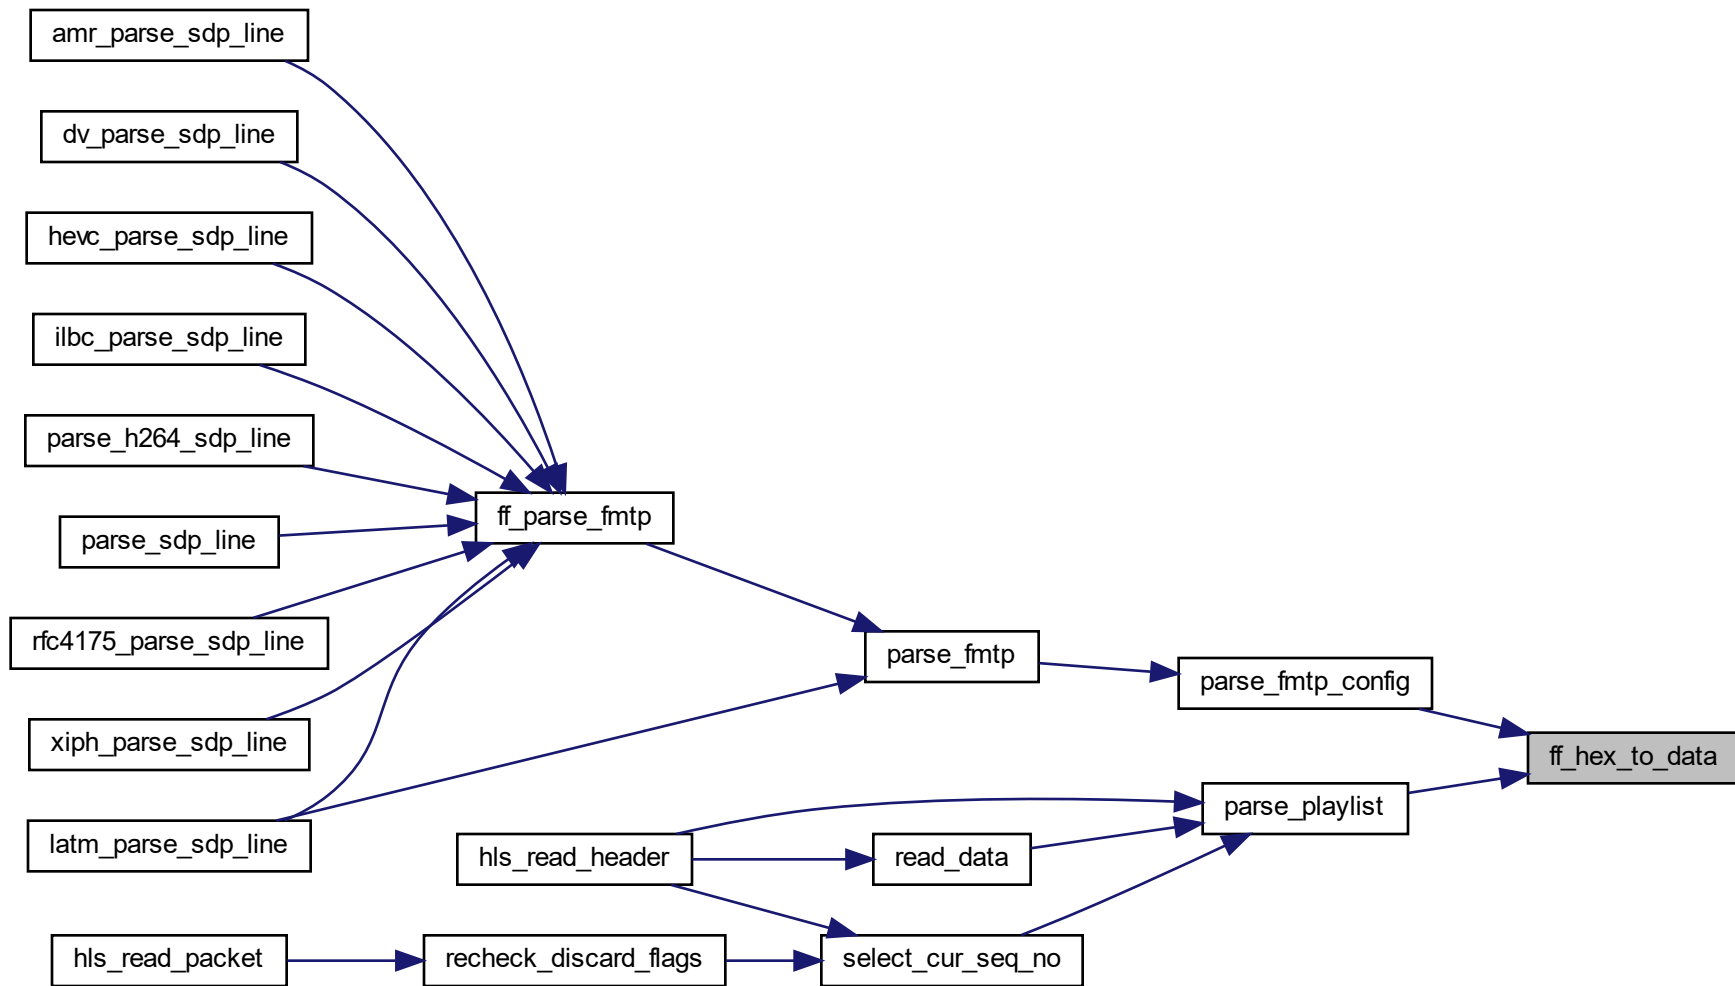 amr_parse_sdp_line
dv_parse_sdp_line
hevc_parse_sdp_line
ilbc_parse_sdp_line
parse_h264_sdp_line
ff_parse_fmtp
parse_sdp_line
rfc4175_parse_sdp_line
parse_fmtp
parse_fmtp_config
xiph_parse_sdp_line
ff_hex_to_data
parse_playlist
latm_parse_sdp_line
hls_read_header
read_data
hls_read_packet
recheck_discard_flags
select_cur_seq_no